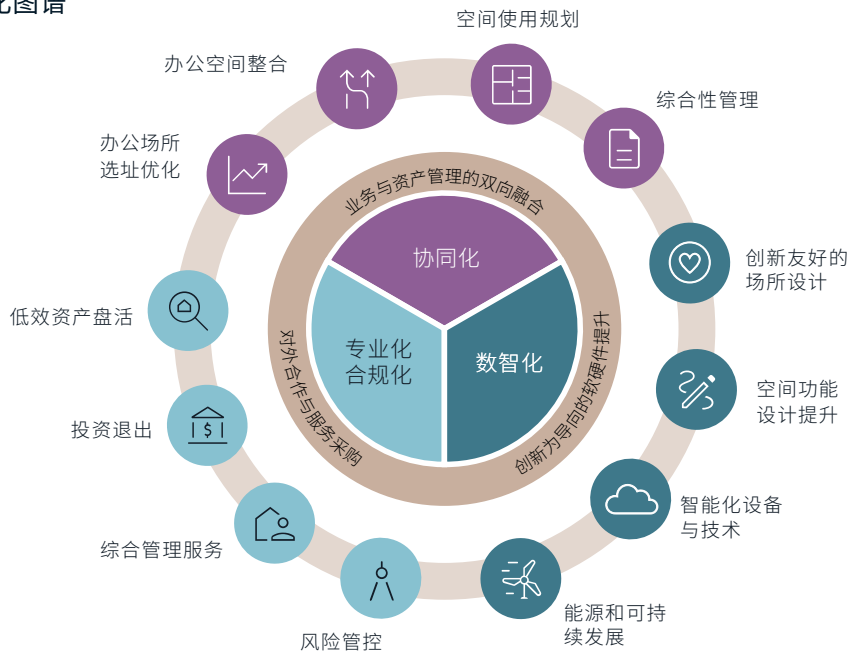 化图谱
空间使用规划
办公空间整合
综合性管理
办公场所
选址优化
业务与资产管理的双向融合
协同化
创新友好的
场所设计
低效资产盘活
专业化
合规化
数智化
对外合作与服务采购
创新为导向的软硬件提升
空间功能
设计提升
投资退出
$
智能化设备
与技术
综合管理服务
能源和可持
续发展
风险管控